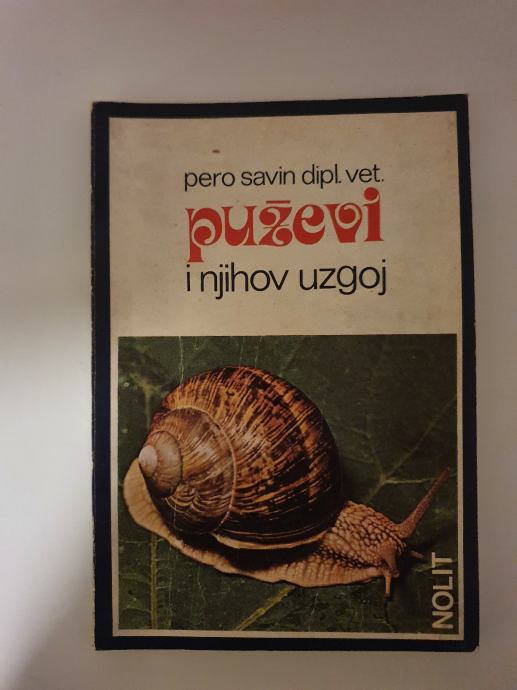 pero savin dipl. vet.
puževi
i njihov uzgoj
NOLIT